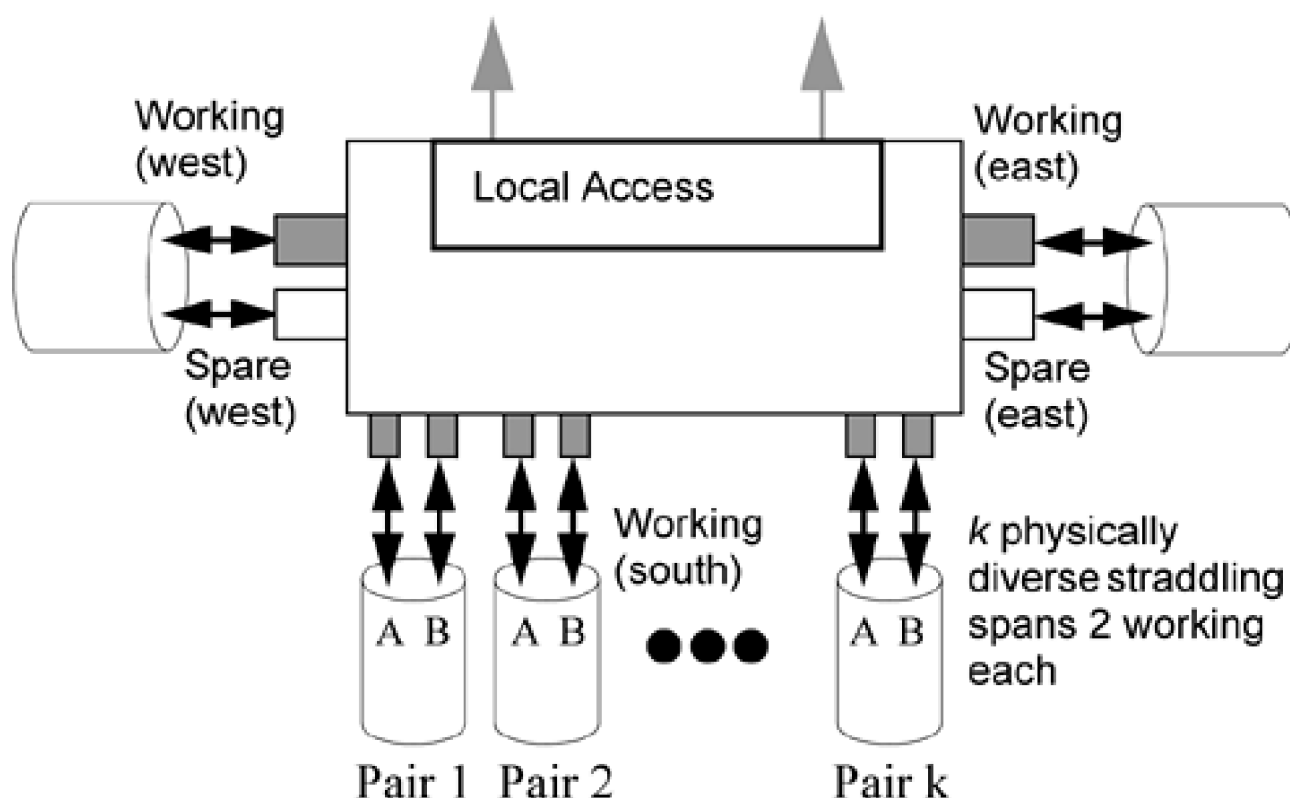 Working
(west)
Working
(east)
Local Access
Spare
(west)
Spare
(east)
Working
(south)
k physically
diverse straddling
spans 2 working
each
A B
A B
A B
Pair 1
Pair 2
Pair k